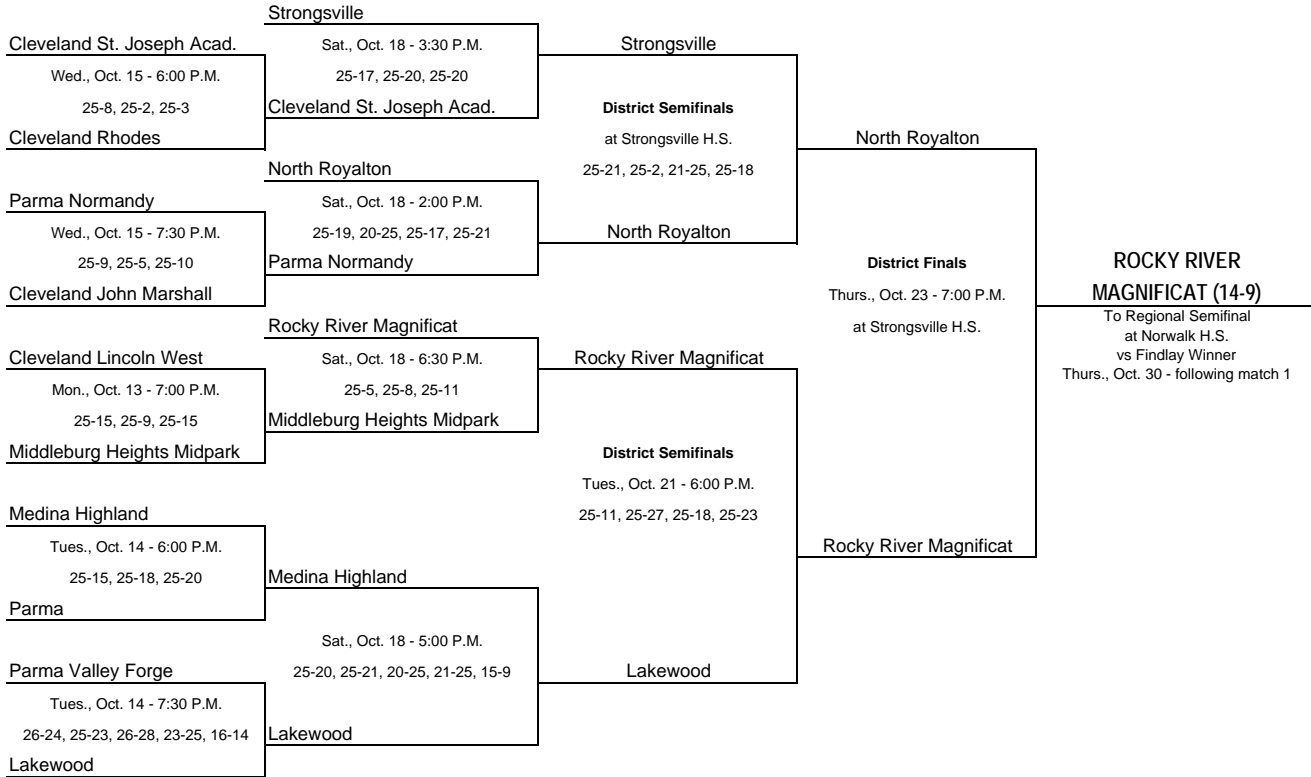 Strongsville
Cleveland St. Joseph Acad.
Sat., Oct. 18 - 3:30 P.M.
Strongsville
Wed., Oct. 15 - 6:00 P.M.
25-17, 25-20, 25-20
25-8, 25-2, 25-3
Cleveland St. Joseph Acad.
District Semifinals
Cleveland Rhodes
at Strongsville H.S.
North Royalton
North Royalton
25-21, 25-2, 21-25, 25-18
Parma Normandy
Sat., Oct. 18 - 2:00 P.M.
Wed., Oct. 15 - 7:30 P.M.
25-19, 20-25, 25-17, 25-21
North Royalton
25-9, 25-5, 25-10
Parma Normandy
District Finals
ROCKY RIVER
Cleveland John Marshall
Thurs., Oct. 23 - 7:00 P.M.
MAGNIFICAT (14-9)
Rocky River Magnificat
at Strongsville H.S.
To Regional Semifinal
at Norwalk H.S.
vs Findlay Winner
Thurs., Oct. 30 - following match 1
Cleveland Lincoln West
Sat., Oct. 18 - 6:30 P.M.
Rocky River Magnificat
Mon., Oct. 13 - 7:00 P.M.
25-5, 25-8, 25-11
25-15, 25-9, 25-15
Middleburg Heights Midpark
Middleburg Heights Midpark
District Semifinals
Tues., Oct. 21 - 6:00 P.M.
Medina Highland
25-11, 25-27, 25-18, 25-23
Tues., Oct. 14 - 6:00 P.M.
Rocky River Magnificat
25-15, 25-18, 25-20
Medina Highland
Parma
Sat., Oct. 18 - 5:00 P.M.
Parma Valley Forge
25-20, 25-21, 20-25, 21-25, 15-9
Lakewood
Tues., Oct. 14 - 7:30 P.M.
26-24, 25-23, 26-28, 23-25, 16-14
Lakewood
Lakewood